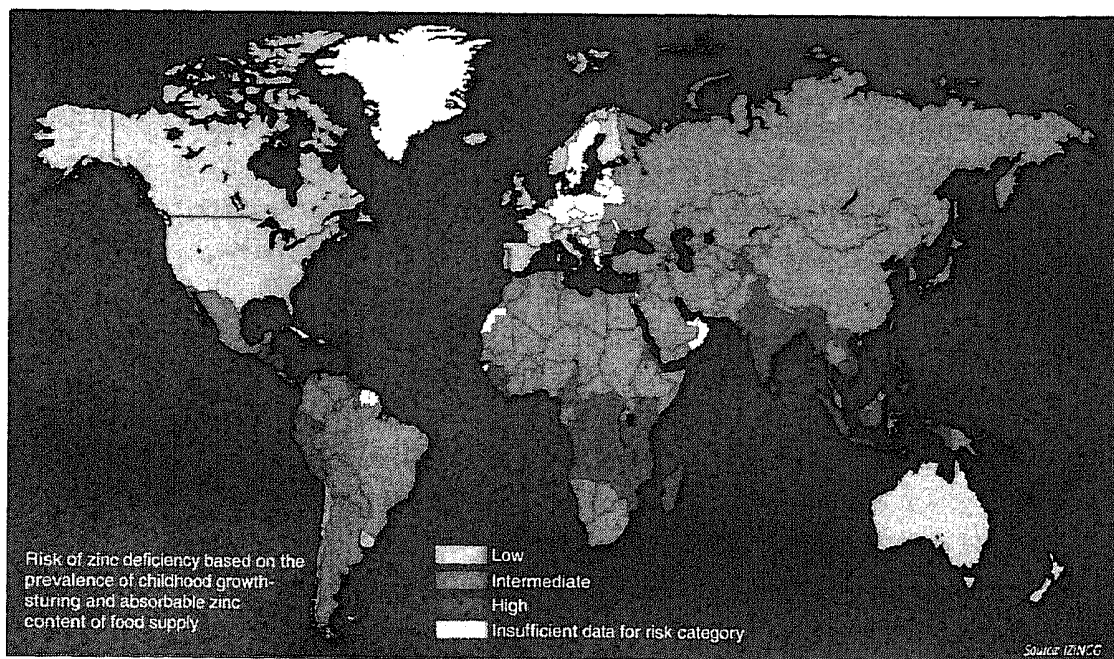 Risk of zinc deficiency based on the
prevalence of childhood growth-
sturing and absorbable zinc
content of food supply
Low
Intermediate
High
Insufficient data for risk category
Source: IZINCG